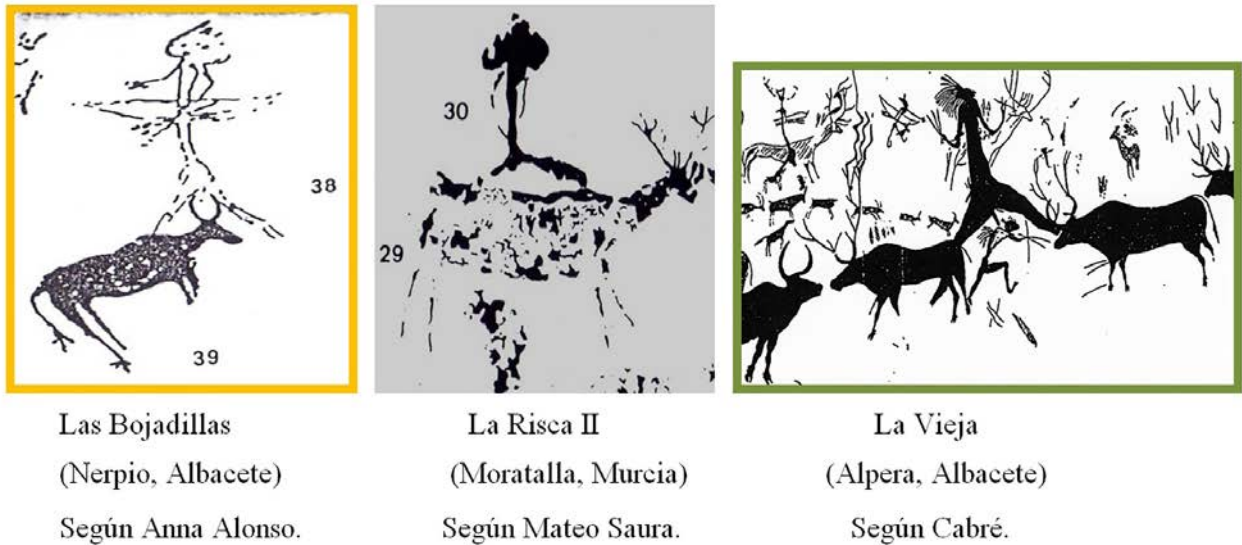 38
39
30
29
Las Bojadillas
(Nerpio, Albacete)
Según Anna Alonso.
La Risca II
(Moratalla, Murcia)
Según Mateo Saura.
La Vieja
(Alpera, Albacete)
Según Cabré.